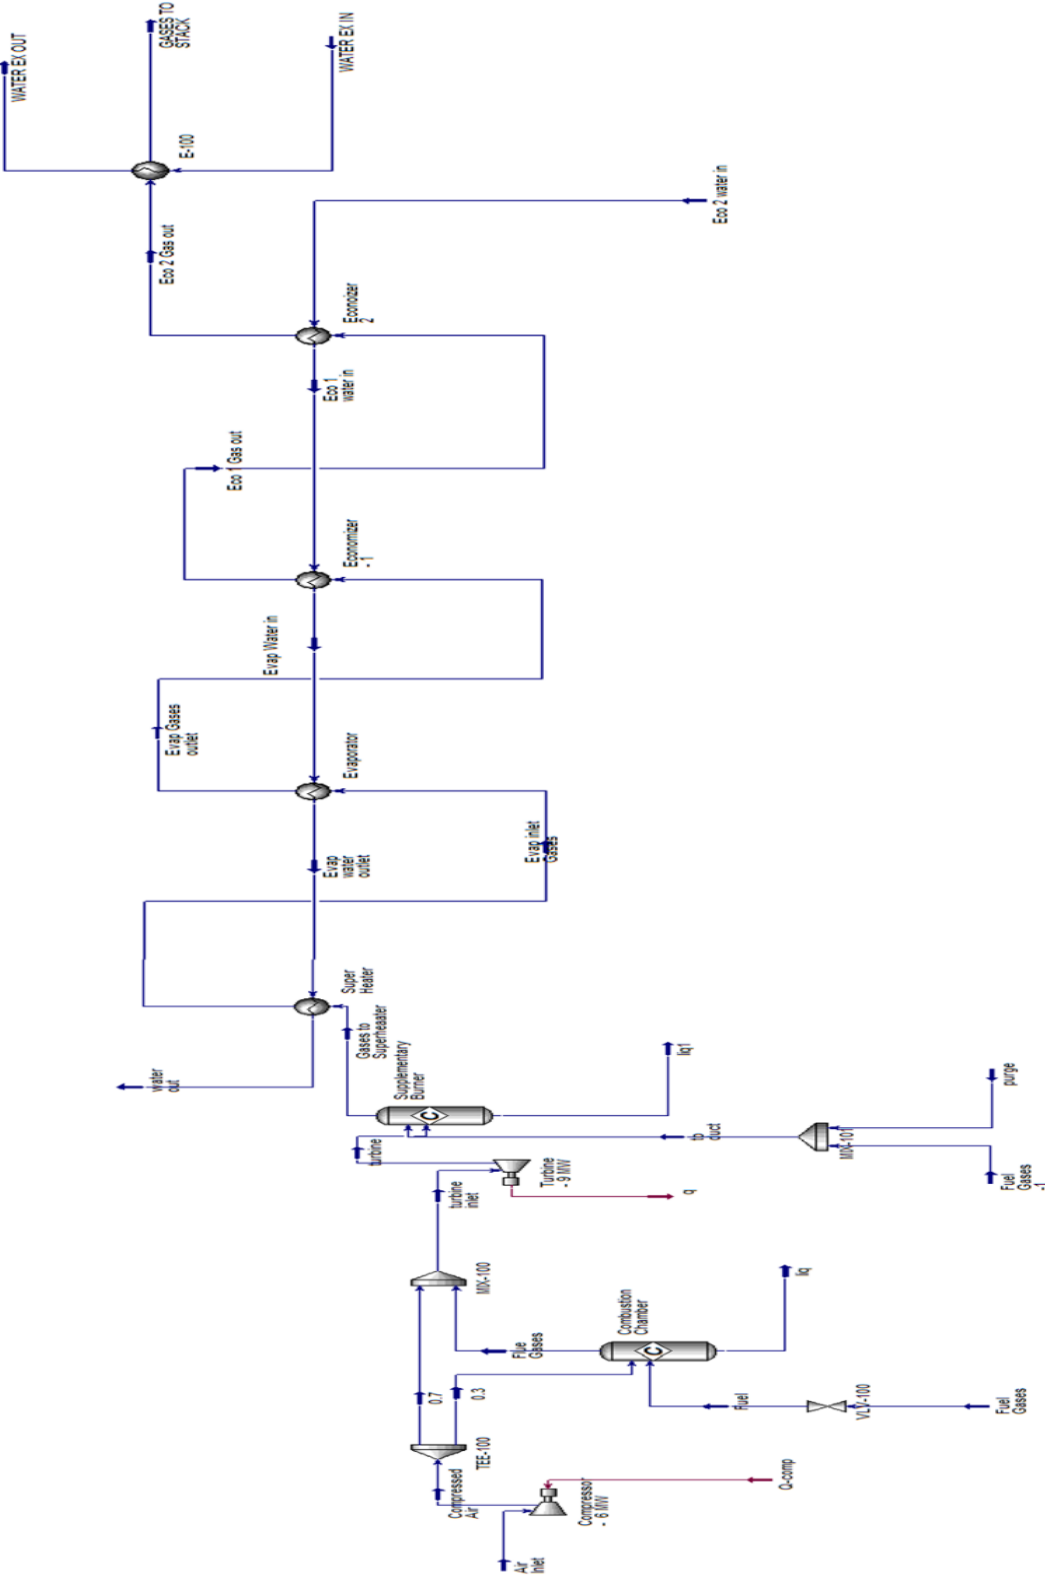 WATER EX OUT
GASES TO
STACK
WATER EX IN
E-100
Eco 2 Gas out
Eco 2 water in
Econoizer
2
Eco 1
water in
Eco 1 Gas out
Economizer
- 1
Evap Water in
Evap Gases
outlet
Evaporator
Evap
water
outlet
Evap inlet
Gases
Super
Heater
water
out
Gases to
Superheaater
Supplementary
Burner
liq1
purge
to
duct
MIX-101
Fuel
Gases
-1
turbine
Turbine
- 9 MW
q
turbine
inlet
MIX-100
Combustion
Chamber
liq
Flue
Gases
0.7
0.3
Fuel
VLV-100
Fuel
Gases
TEE-100
Compressed
Air
Compressor
- 6 MW
Q-comp
Air
Inlet